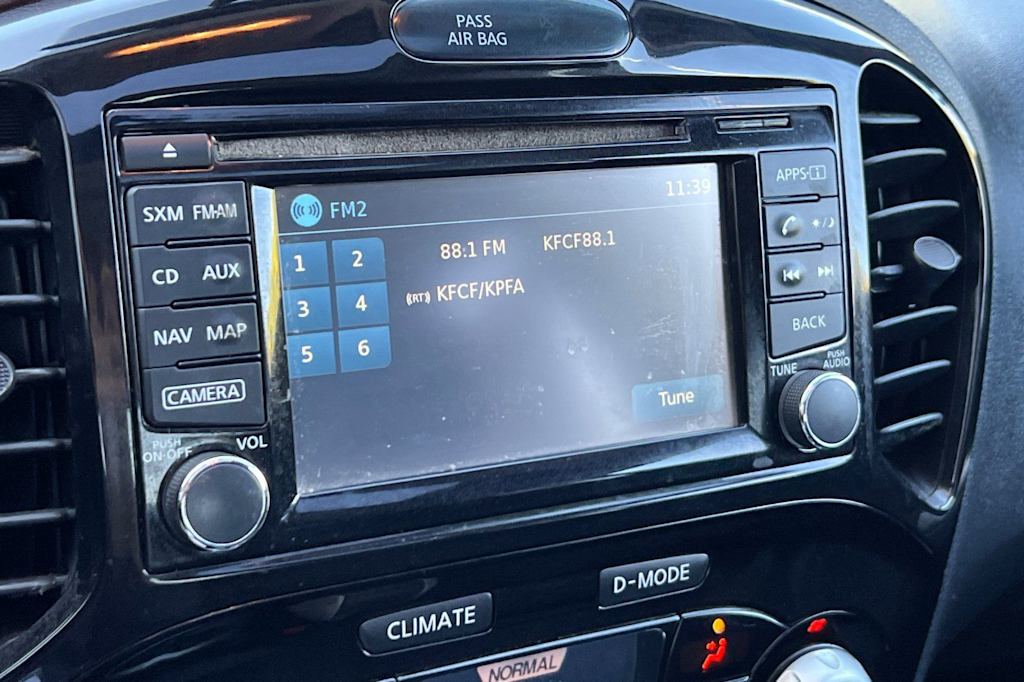 PASS
AIR BAG
SXM FM·AM
CD AUX
NAV MAP
CAMERA
PUSH
ON·OFF
VOL
FM2
11:39
1 2
3 4
5 6
88:1 FM KFCF88.1
((RT)) KFCF/KPFA
Tune
APPS·i
BACK
TUNE
PUSH
AUDIO
CLIMATE
D-MODE
NORMAL